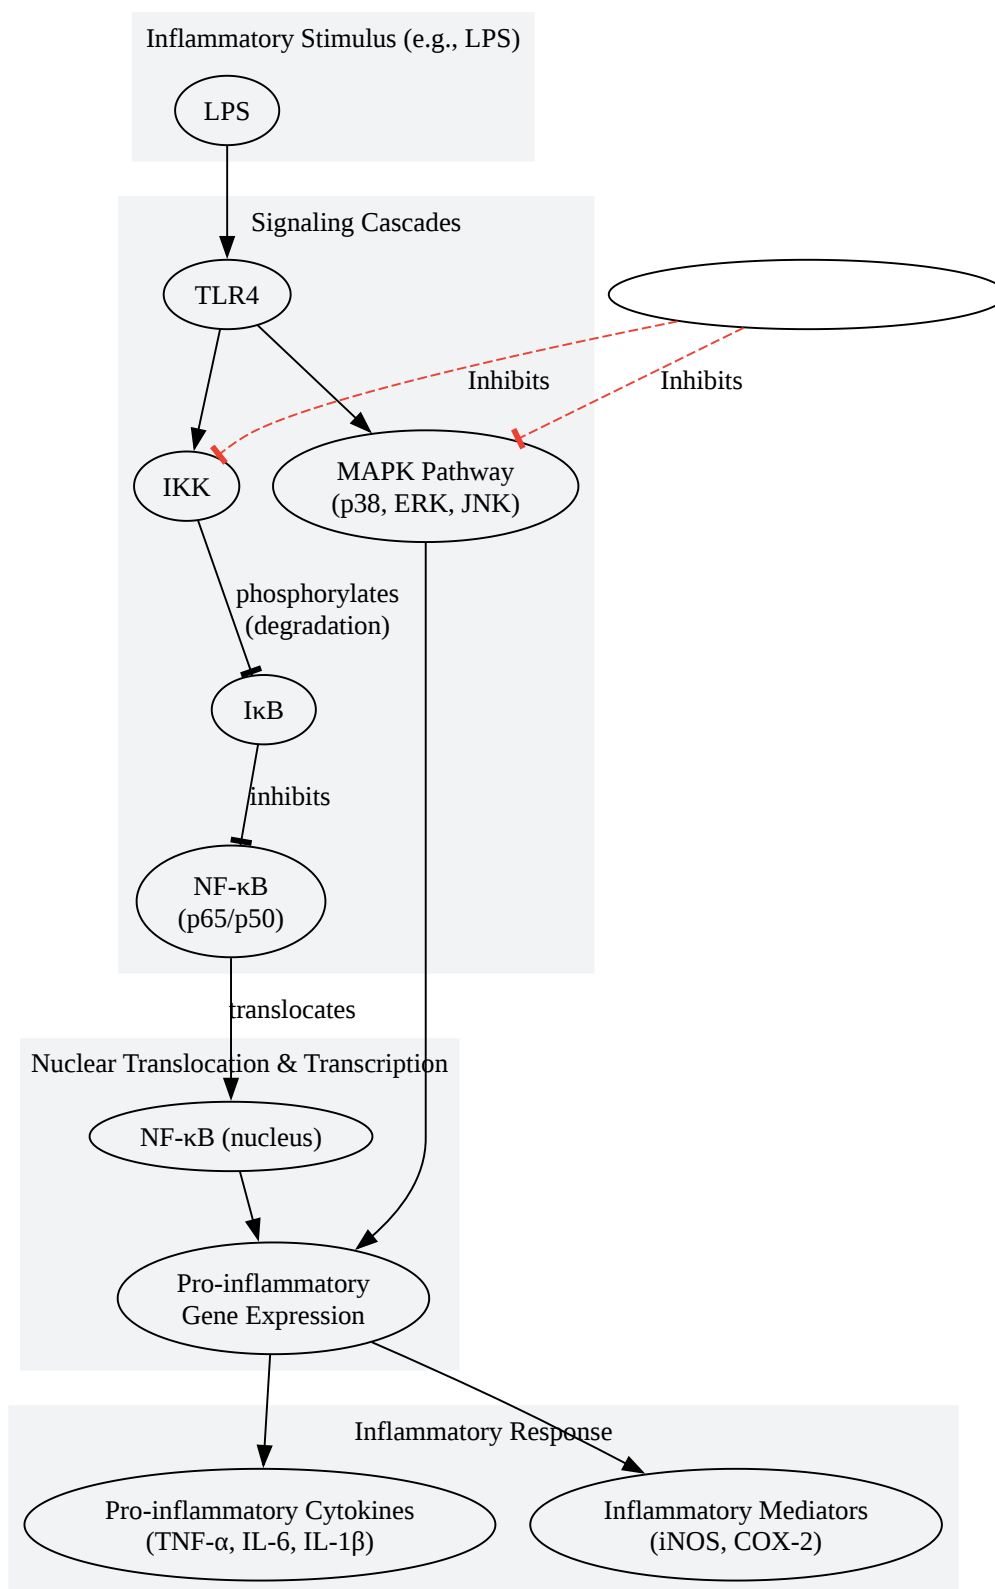 Inflammatory Stimulus (e.g., LPS)
LPS
Signaling Cascades
TLR4
Inhibits
Inhibits
IKK
MAPK Pathway
(p38, ERK, JNK)
phosphorylates
(degradation)
IκB
inhibits
NF-κB
(p65/p50)
translocates
Nuclear Translocation & Transcription
NF-κB (nucleus)
Pro-inflammatory
Gene Expression
Inflammatory Response
Pro-inflammatory Cytokines
(TNF-α, IL-6, IL-1β)
Inflammatory Mediators
(iNOS, COX-2)